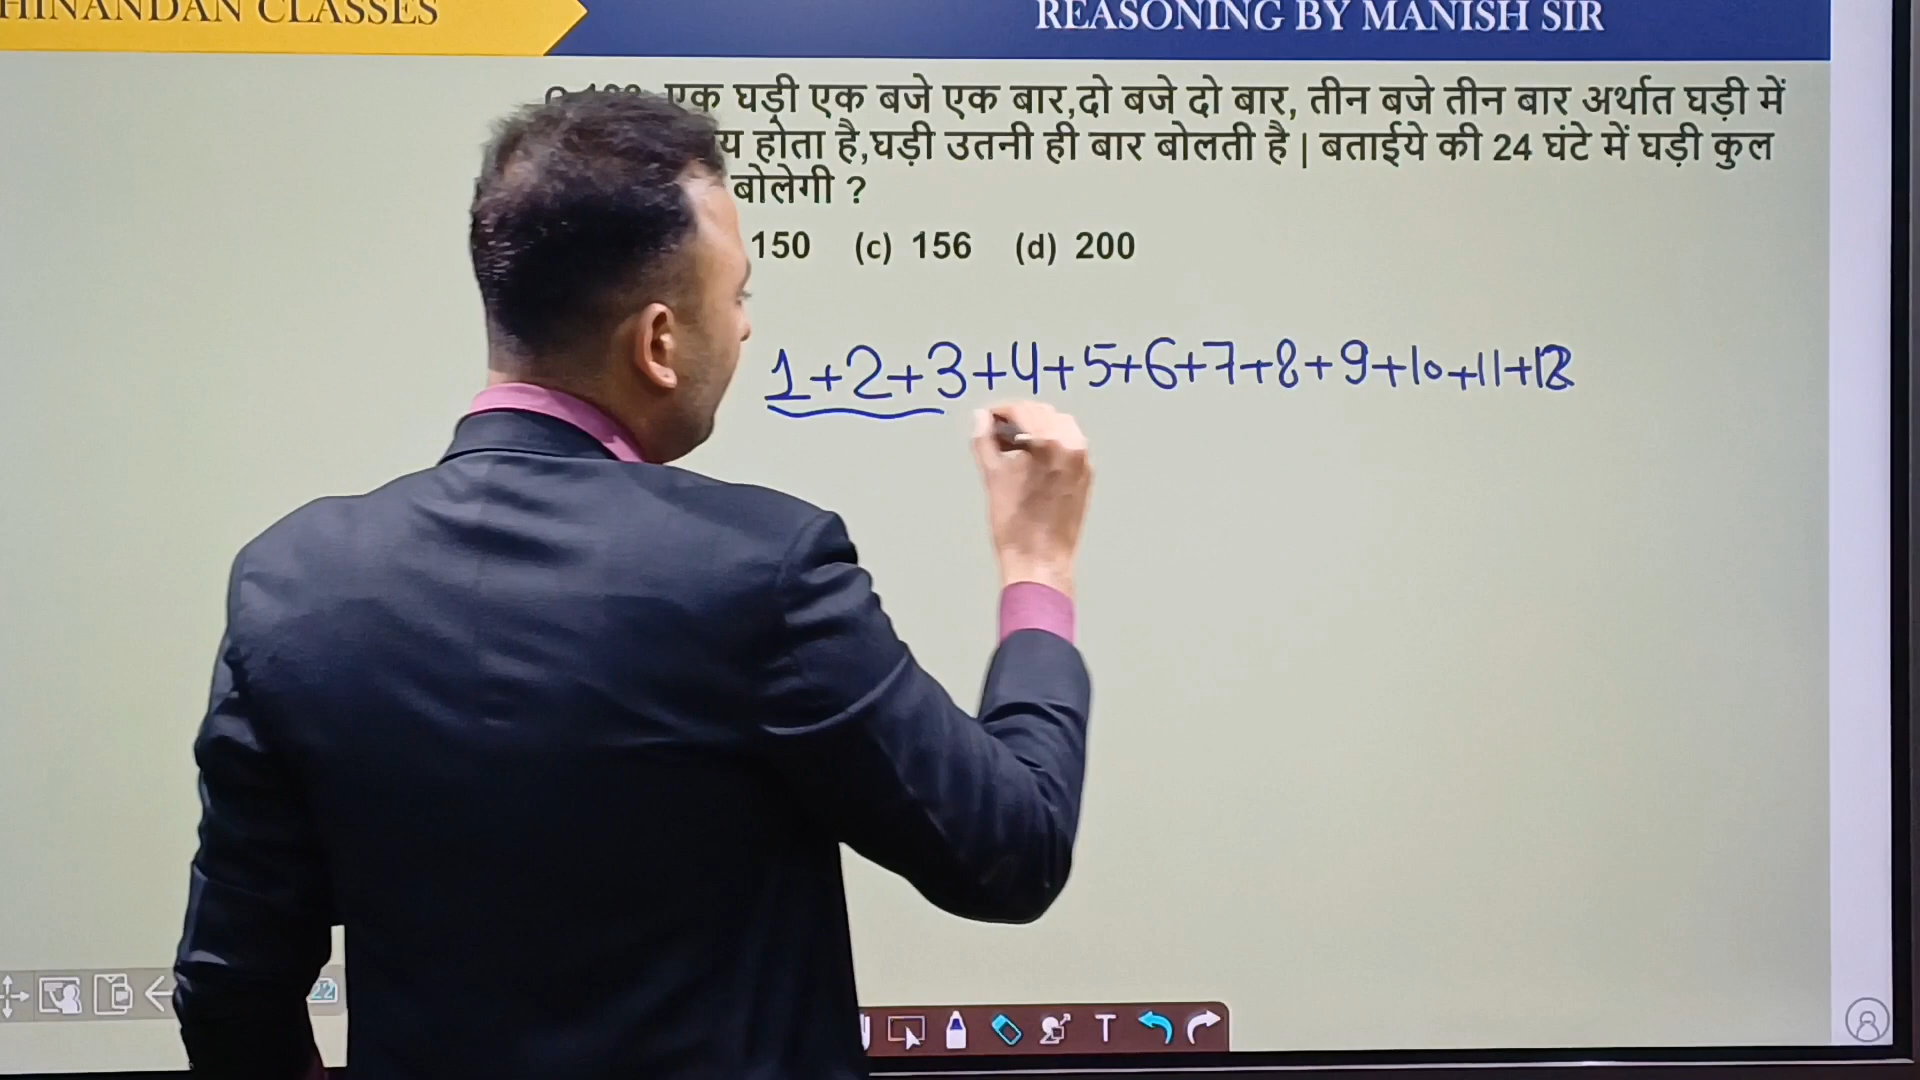 CLASSES REASONING BY MANISH SIR
एक घड़ी एक बजे एक बार,दो बजे दो बार, तीन बजे तीन बार अर्थात घड़ी में
होता है,घड़ी उतनी ही बार बोलती है | बताईये की 24 घंटे में घड़ी कुल
बोलेगी ?
150 (c) 156 (d) 200
1+2+3+4+5+6+7+8+9+10+11+12
22
T